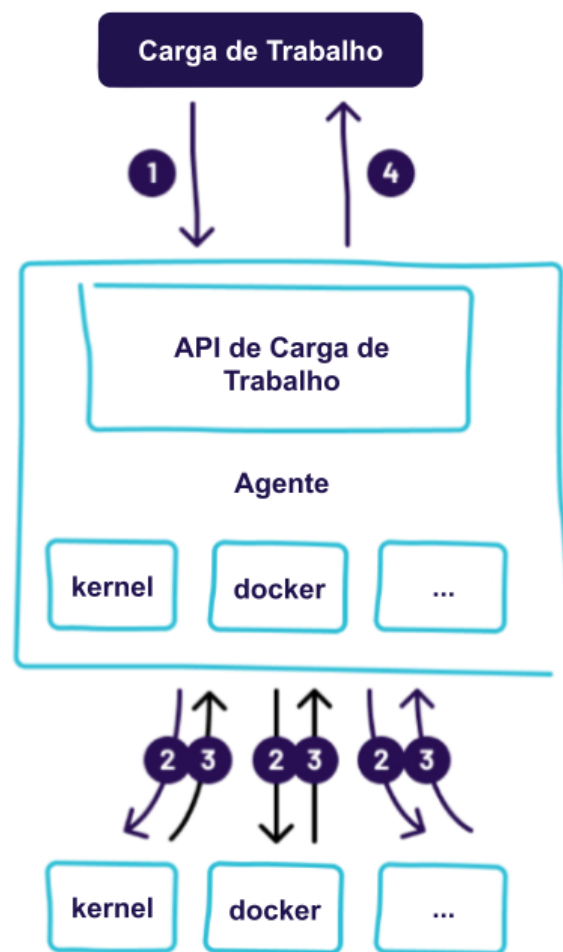 Carga de Trabalho
1
4
API de Carga de
Trabalho
Agente
kernel
docker
...
2
3
2
3
2
3
kernel
docker
...